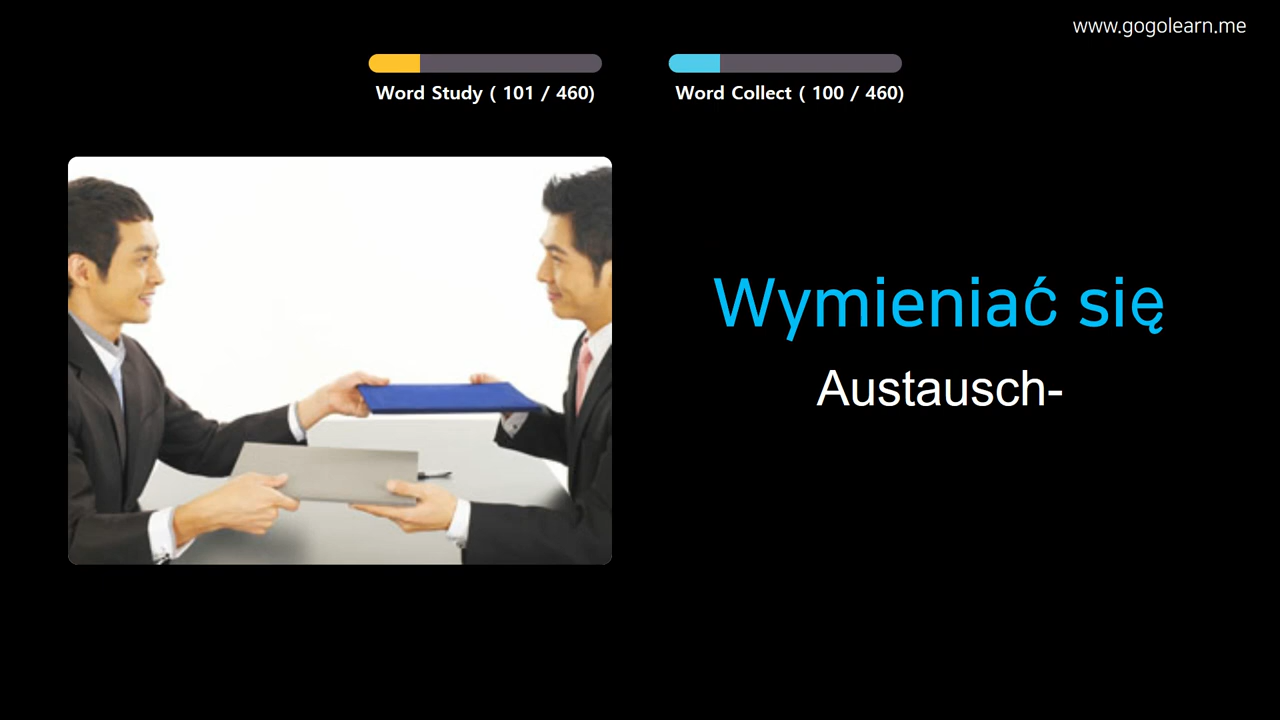 www.gogolearn.me
Word Study ( 101 / 460)
Word Collect ( 100 / 460)
Wymieniać się
Austausch-